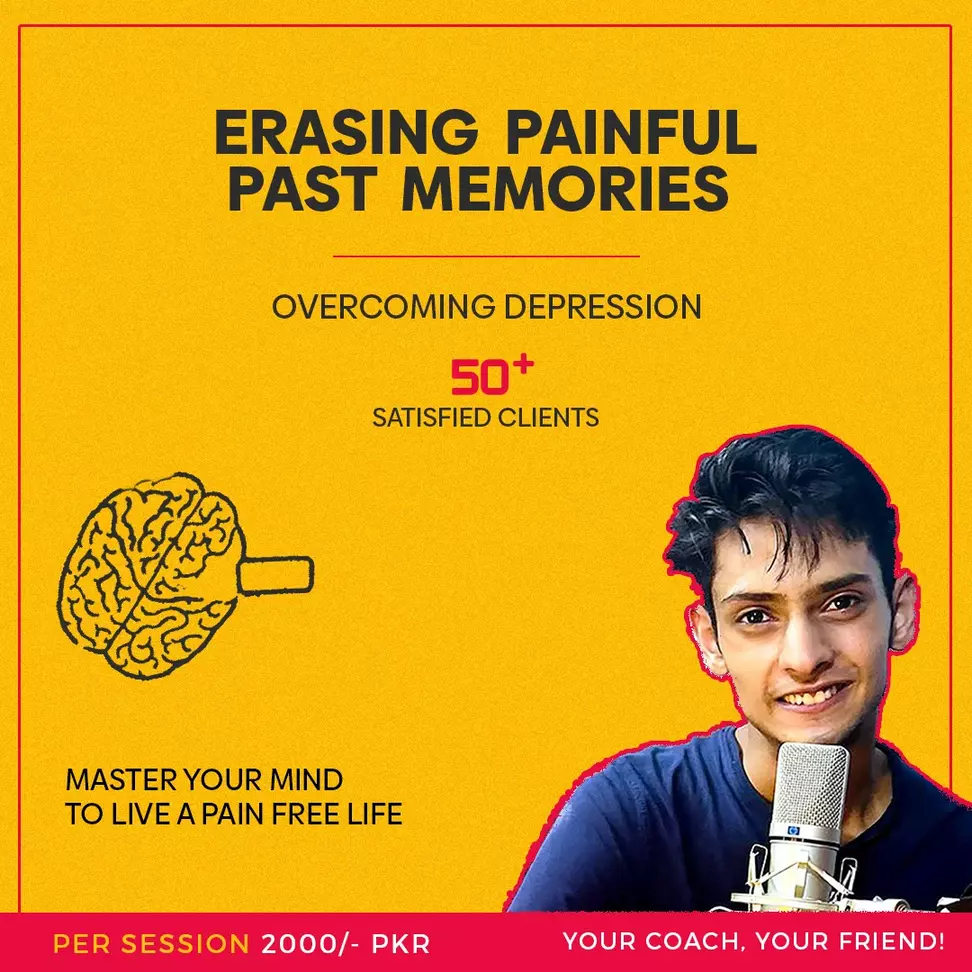 ERASING PAINFUL
PAST MEMORIES
OVERCOMING DEPRESSION
50+
SATISFIED CLIENTS
MASTER YOUR MIND
TO LIVE A PAIN FREE LIFE
PER SESSION 2000/- PKR
YOUR COACH, YOUR FRIEND!